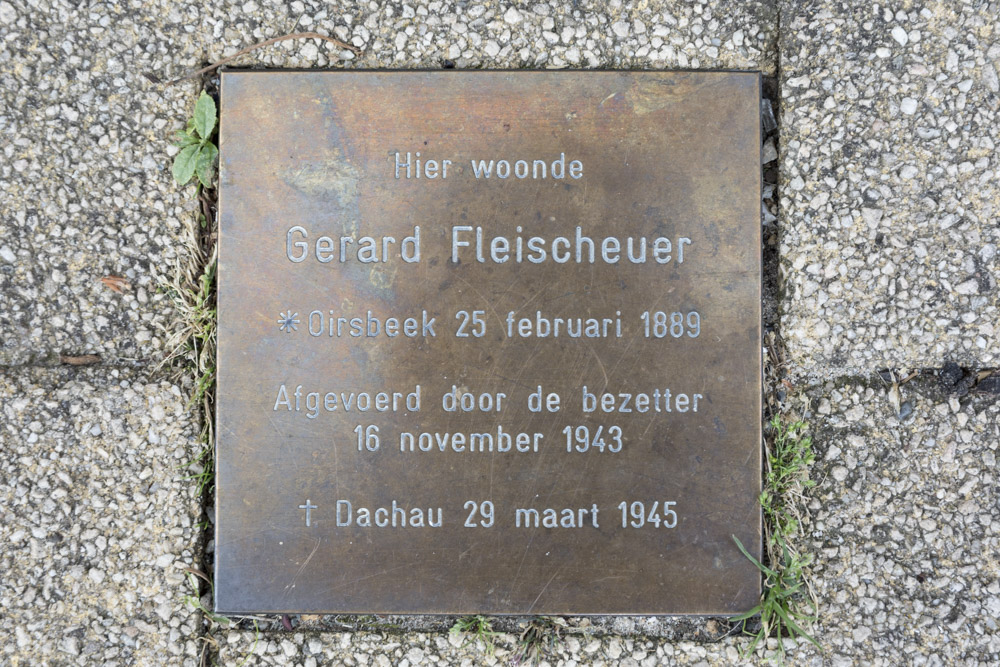 Hier woonde
Gerard Fleischeuer
* Oirsbeek 25 februari 1889
Afgevoerd door de bezetter
16 november 1943
† Dachau 29 maart 1945